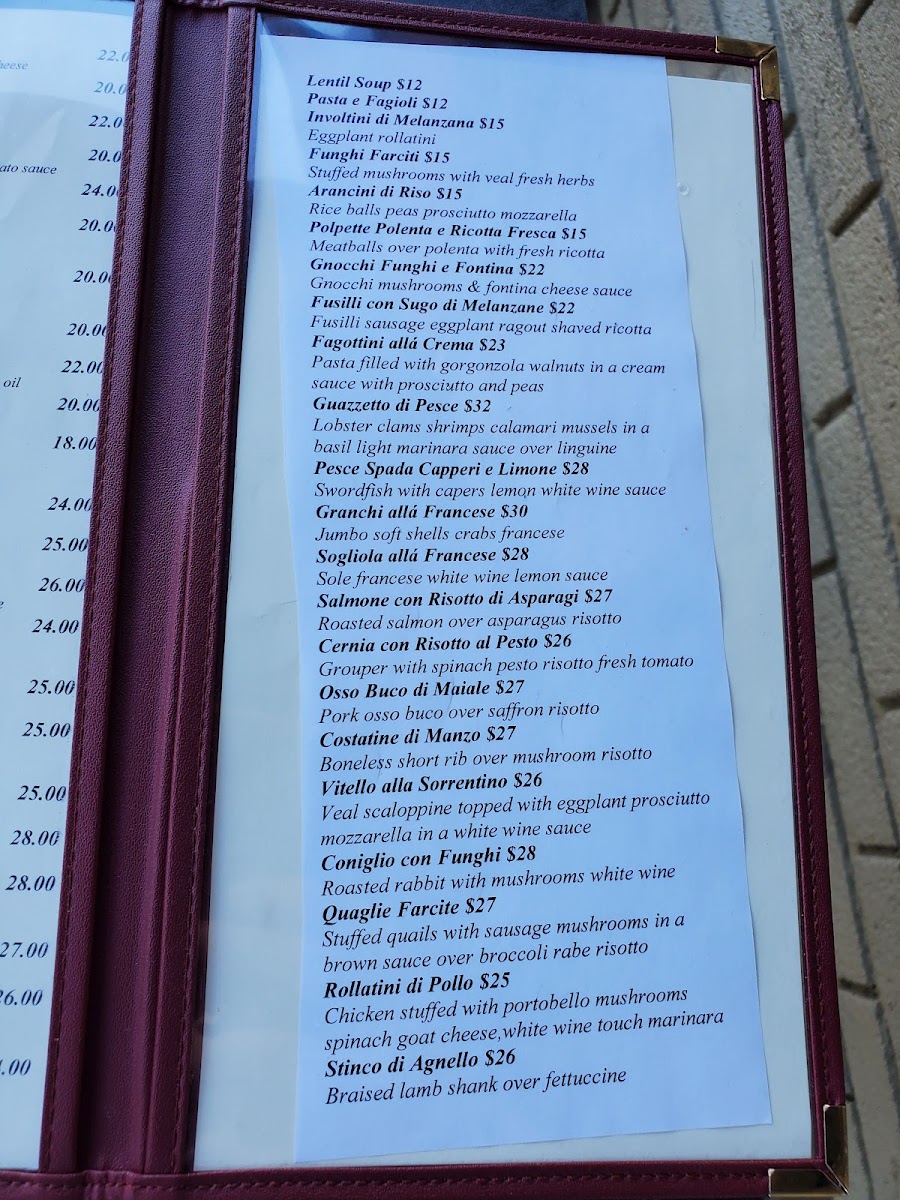 heese
22.0
20.0
22.0
20.0
ato sauce
24.00
20.00
20.00
20.00
22.00
oil
20.00
18.00
24.00
25.00
26.00
24.00
25.00
25.00
25.00
28.00
28.00
27.00
26.00
.00
Lentil Soup $12
Pasta e Fagioli $12
Involtini di Melanzana $15
Eggplant rollatini
Funghi Farciti $15
Stuffed mushrooms with veal fresh herbs
Arancini di Riso $15
Rice balls peas prosciutto mozzarella
Polpette Polenta e Ricotta Fresca $15
Meatballs over polenta with fresh ricotta
Gnocchi Funghi e Fontina $22
Gnocchi mushrooms & fontina cheese sauce
Fusilli con Sugo di Melanzane $22
Fusilli sausage eggplant ragout shaved ricotta
Fagottini allá Crema $23
Pasta filled with gorgonzola walnuts in a cream
sauce with prosciutto and peas
Guazzetto di Pesce $32
Lobster clams shrimps calamari mussels in a
basil light marinara sauce over linguine
Pesce Spada Capperi e Limone $28
Swordfish with capers lemon white wine sauce
Granchi allá Francese $30
Jumbo soft shells crabs francese
Sogliola allá Francese $28
Sole francese white wine lemon sauce
Salmone con Risotto di Asparagi $27
Roasted salmon over asparagus risotto
Cernia con Risotto al Pesto $26
Grouper with spinach pesto risotto fresh tomato
Osso Buco di Maiale $27
Pork osso buco over saffron risotto
Costatine di Manzo $27
Boneless short rib over mushroom risotto
Vitello alla Sorrentino $26
Veal scaloppine topped with eggplant prosciutto
mozzarella in a white wine sauce
Coniglio con Funghi $28
Roasted rabbit with mushrooms white wine
Quaglie Farcite $27
Stuffed quails with sausage mushrooms in a
brown sauce over broccoli rabe risotto
Rollatini di Pollo $25
Chicken stuffed with portobello mushrooms
spinach goat cheese,white wine touch marinara
Stinco di Agnello $26
Braised lamb shank over fettuccine